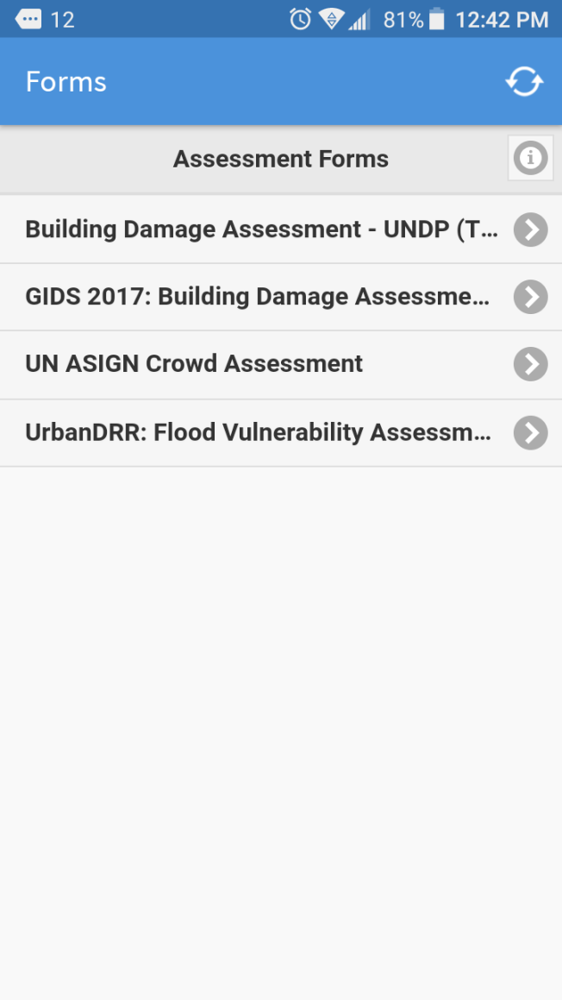 12
81%
12:42 PM
Forms
Assessment Forms
Building Damage Assessment - UNDP (T...
GIDS 2017: Building Damage Assessme...
UN ASIGN Crowd Assessment
UrbanDRR: Flood Vulnerability Assessm...